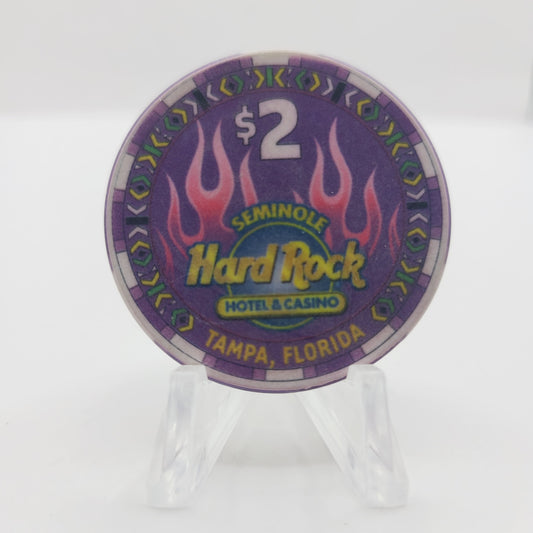 $2
SEMINOLE
Hard Rock
HOTEL & CASINO
TAMPA, FLORIDA